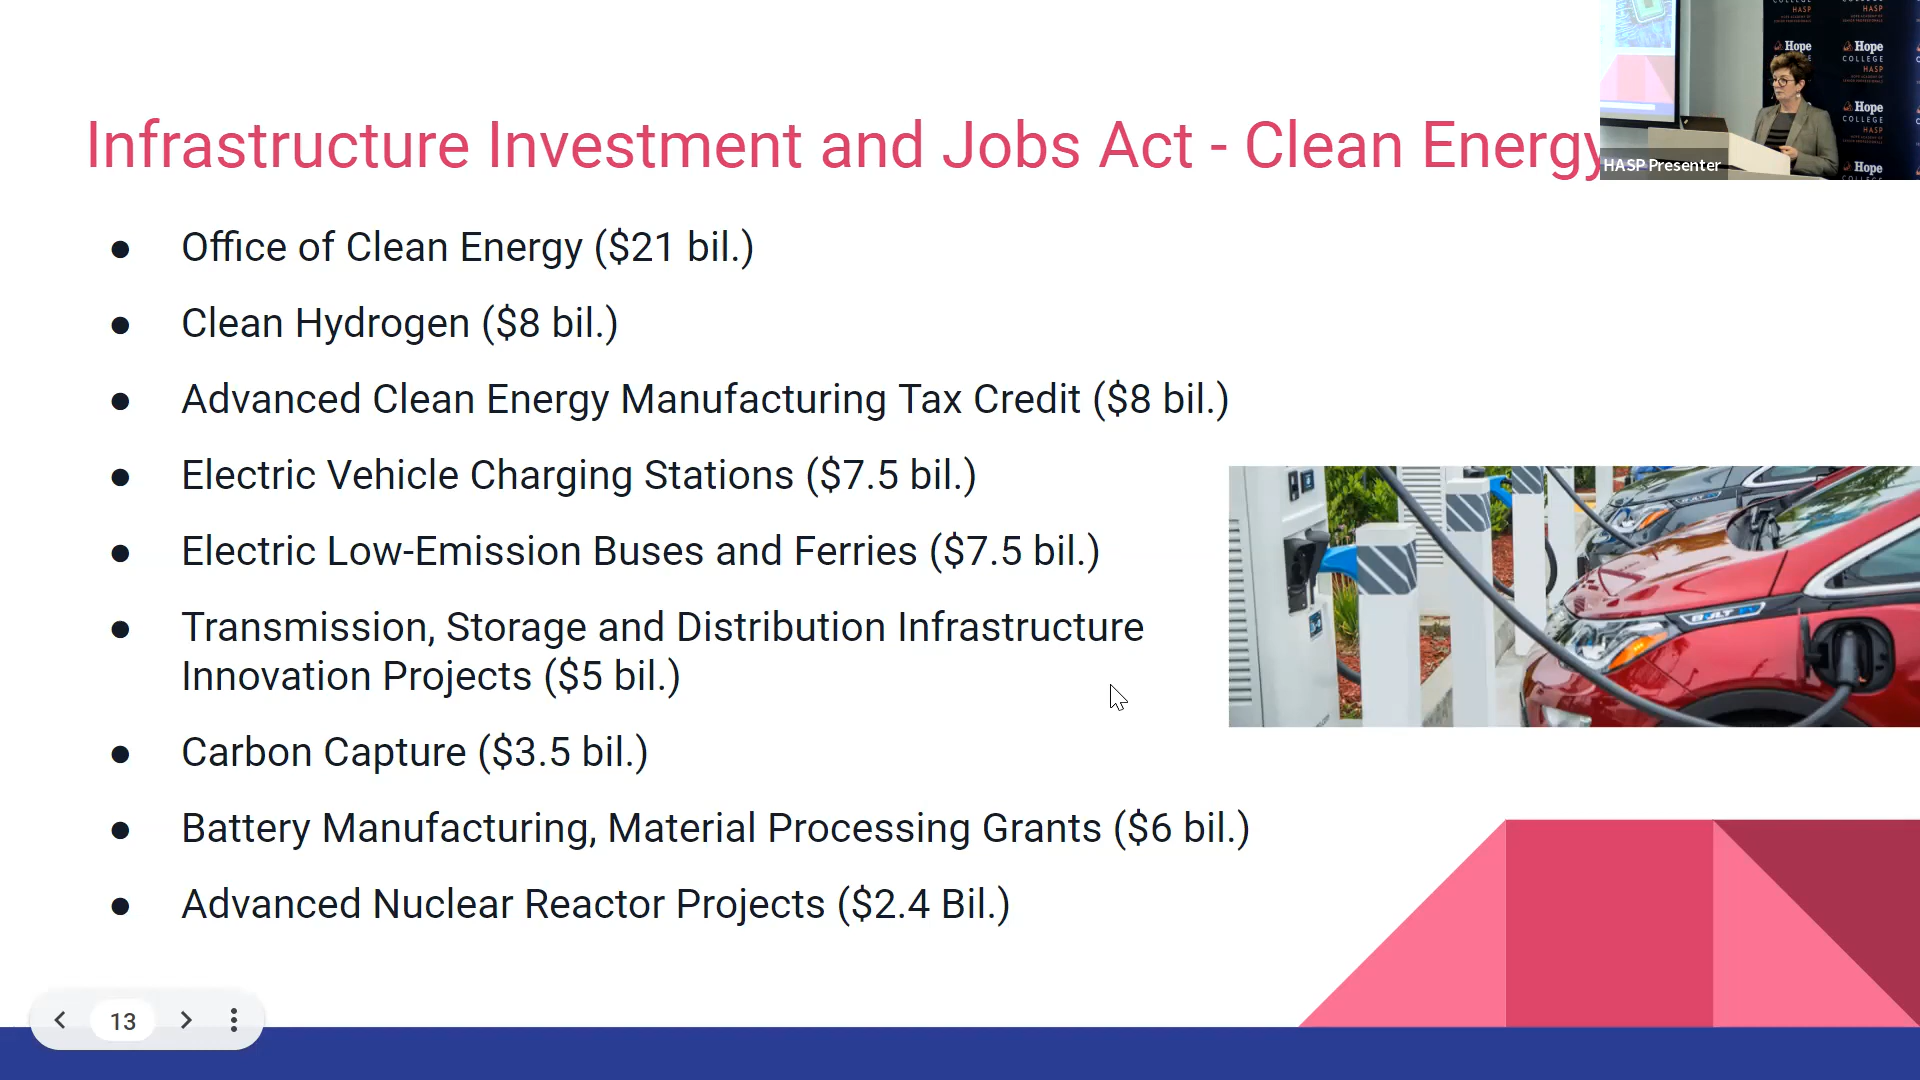 Infrastructure Investment and Jobs Act - Clean Energy
● Office of Clean Energy ($21 bil.)
● Clean Hydrogen ($8 bil.)
● Advanced Clean Energy Manufacturing Tax Credit ($8 bil.)
● Electric Vehicle Charging Stations ($7.5 bil.)
● Electric Low-Emission Buses and Ferries ($7.5 bil.)
● Transmission, Storage and Distribution Infrastructure
Innovation Projects ($5 bil.)
● Carbon Capture ($3.5 bil.)
● Battery Manufacturing, Material Processing Grants ($6 bil.)
● Advanced Nuclear Reactor Projects ($2.4 Bil.)
13
HASP Presenter
HASP
Hope
Hope
COLLEGE
HASP
Hope
COLLEGE
HASP
Hope
COLLEGE